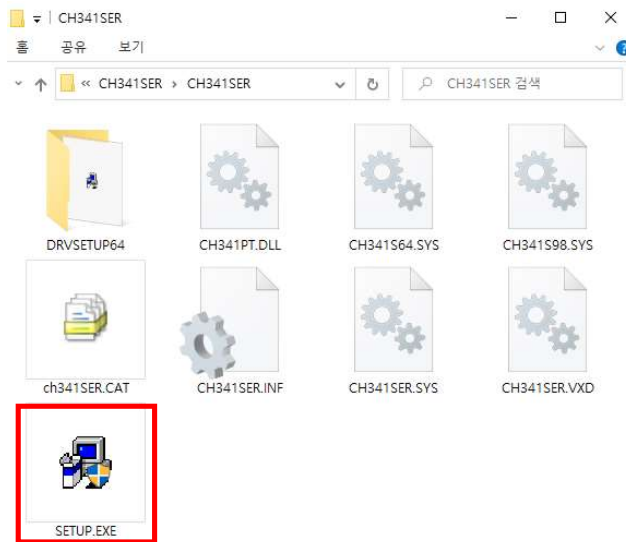 CH341SER
홈 공유 보기
« CH341SER › CH341SER
CH341SER 검색
DRVSETUP64 CH341PT.DLL CH341S64.SYS CH341S98.SYS
ch341SER.CAT CH341SER.INF CH341SER.SYS CH341SER.VXD
SETUP.EXE